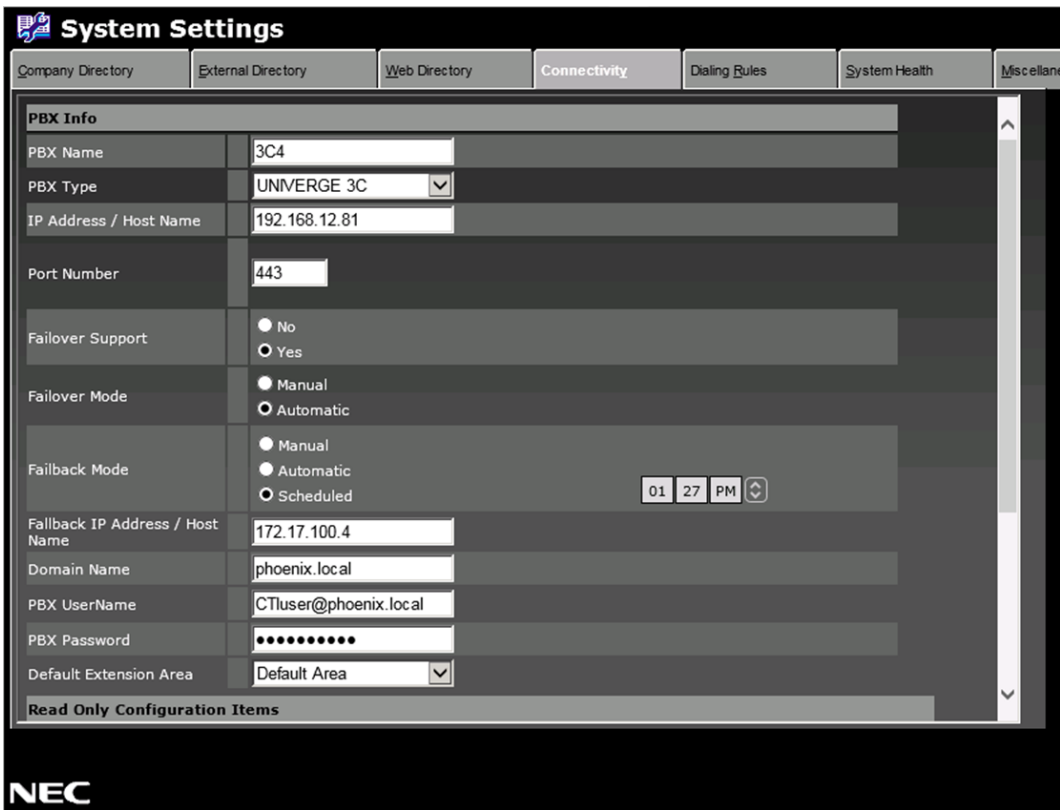 System Settings
Company Directory External Directory Web Directory Connectivity Dialing Rules System Health Miscellane
PBX Info
PBX Name 3C4
PBX Type UNIVERGE 3C
IP Address / Host Name 192.168.12.81
Port Number 443
Failover Support
No
Yes
Failover Mode
Manual
Automatic
Failback Mode
Manual
Automatic
Scheduled 01 27 PM
Fallback IP Address / Host
Name 172.17.100.4
Domain Name phoenix.local
PBX UserName CTIuser@phoenix.local
PBX Password ••••••••••
Default Extension Area Default Area
Read Only Configuration Items
NEC